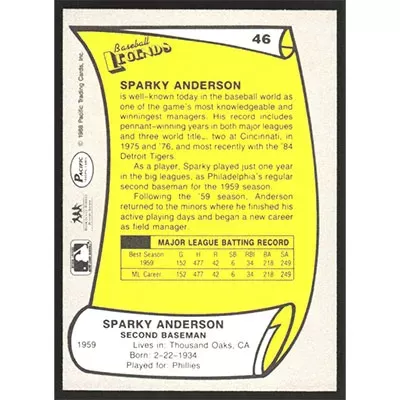 46
Baseball
LEGENDS
SPARKY ANDERSON
is well-known today in the baseball world as
one of the game's most knowledgeable and
winningest managers. His record includes
pennant-winning years in both major leagues
and three world titles, two at Cincinnati, in
1975 and '76, and most recently with the '84
Detroit Tigers.
As a player, Sparky played just one year
in the big leagues, as Philadelphia's regular
second baseman for the 1959 season.
Following the '59 season, Anderson
returned to the minors where he finished his
active playing days and began a new career
as field manager.
MAJOR LEAGUE BATTING RECORD
Best Season G H R SB RBI BA SA
1959 152 477 42 6 34 218 249
ML Career 152 477 42 6 34 218 249
SPARKY ANDERSON
SECOND BASEMAN
1959 Lives in: Thousand Oaks, CA
Born: 2-22-1934
Played for: Phillies
© 1988 Pacific Trading Cards, Inc.
PACIFIC